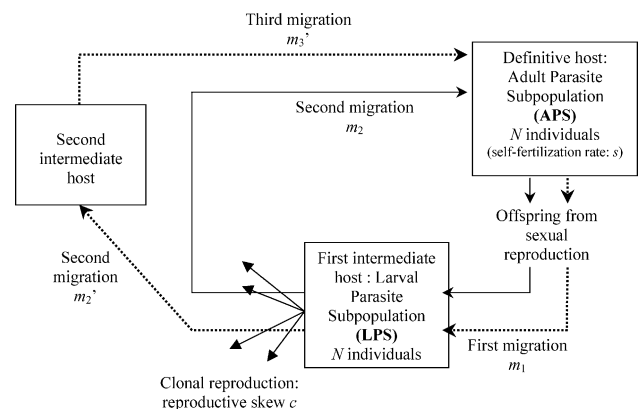 Third migration
m3’
Definitive host:
Adult Parasite
Subpopulation
(APS)
N individuals
(self-fertilization rate: s)
Second migration
m2
Second
intermediate
host
Offspring from
sexual
reproduction
Second
migration
m2’
First intermediate
host : Larval
Parasite
Subpopulation
(LPS)
N individuals
First migration
m1
Clonal reproduction:
reproductive skew c